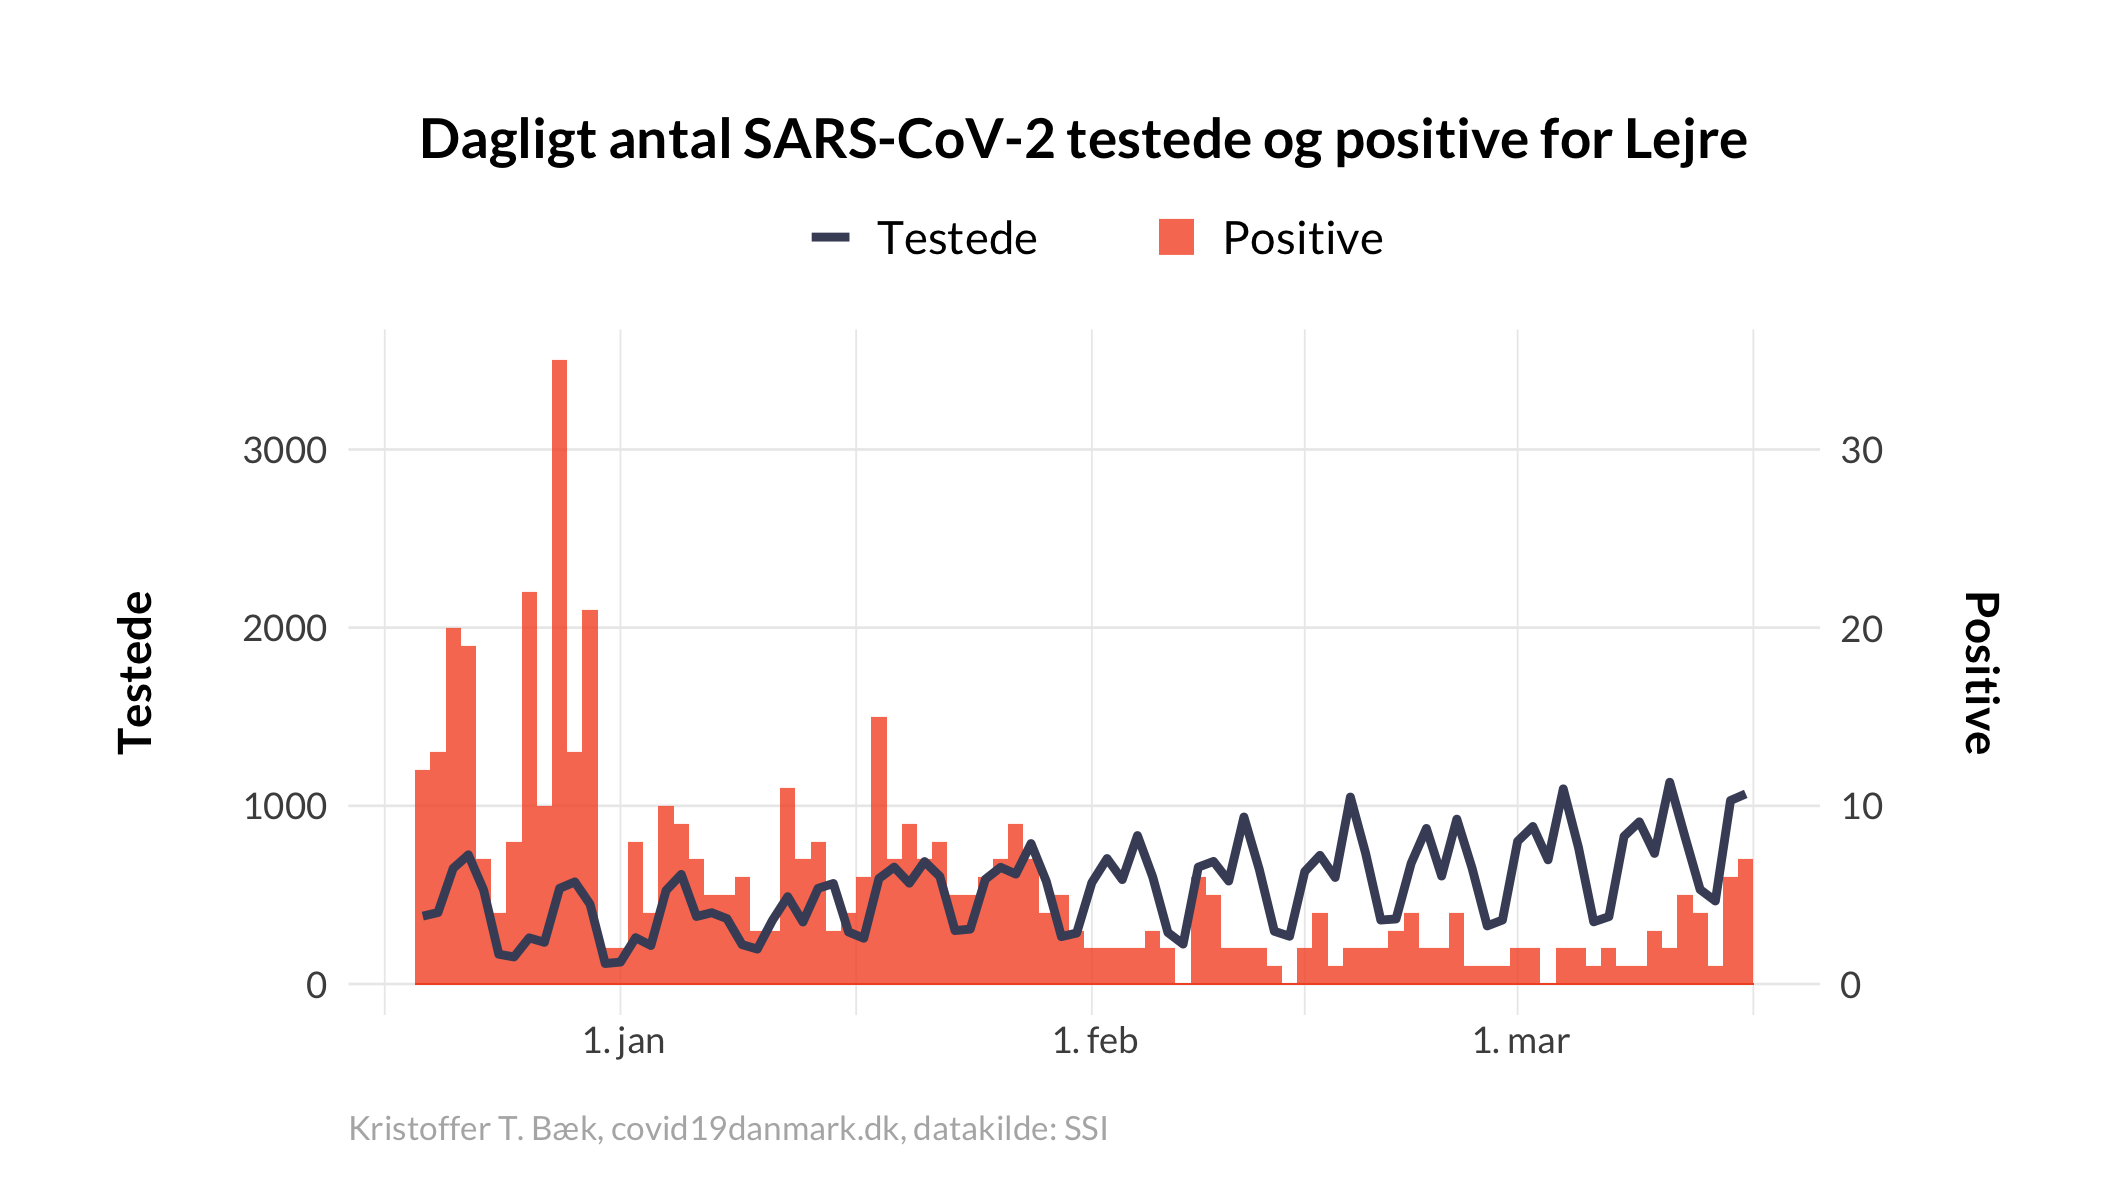 Dagligt antal SARS-CoV-2 testede og positive for Lejre
Testede Positive
3000 30
2000 20
1000 10
0 0
Testede
Positive
1. jan 1. feb 1. mar
Kristoffer T. Bæk, covid19danmark.dk, datakilde: SSI